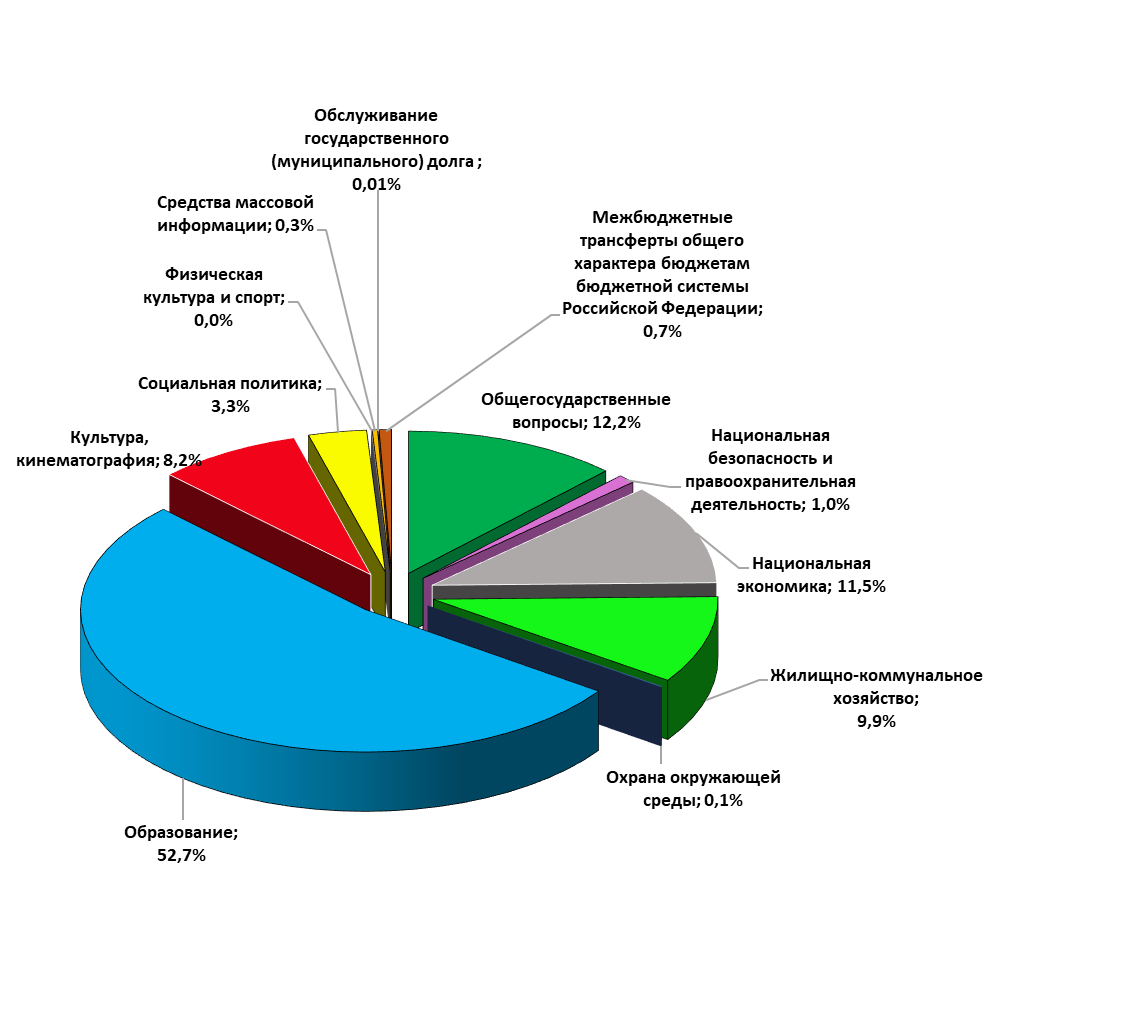 Обслуживание
государственного
(муниципального) долга ;
0,01%
Средства массовой
информации; 0,3%
Межбюджетные
трансферты общего
характера бюджетам
бюджетной системы
Российской Федерации;
0,7%
Физическая
культура и спорт;
0,0%
Социальная политика;
3,3%
Общегосударственные
вопросы; 12,2%
Культура,
кинематография; 8,2%
Национальная
безопасность и
правоохранительная
деятельность; 1,0%
Национальная
экономика; 11,5%
Жилищно-коммунальное
хозяйство;
9,9%
Охрана окружающей
среды; 0,1%
Образование;
52,7%